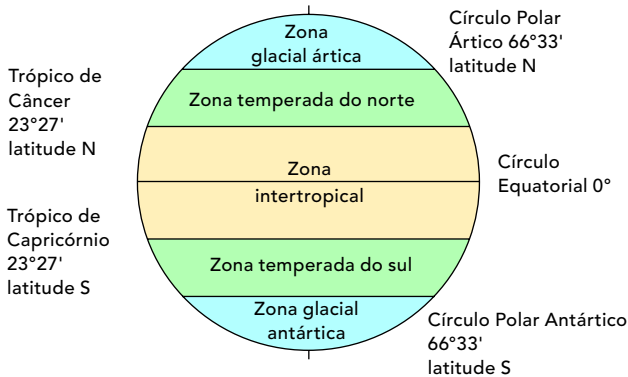 Zona
glacial ártica
Círculo Polar
Ártico 66°33'
latitude N
Trópico de
Câncer
23°27'
latitude N
Zona temperada do norte
Zona
intertropical
Círculo
Equatorial 0°
Trópico de
Capricórnio
23°27'
latitude S
Zona temperada do sul
Zona glacial
antártica
Círculo Polar Antártico
66°33'
latitude S